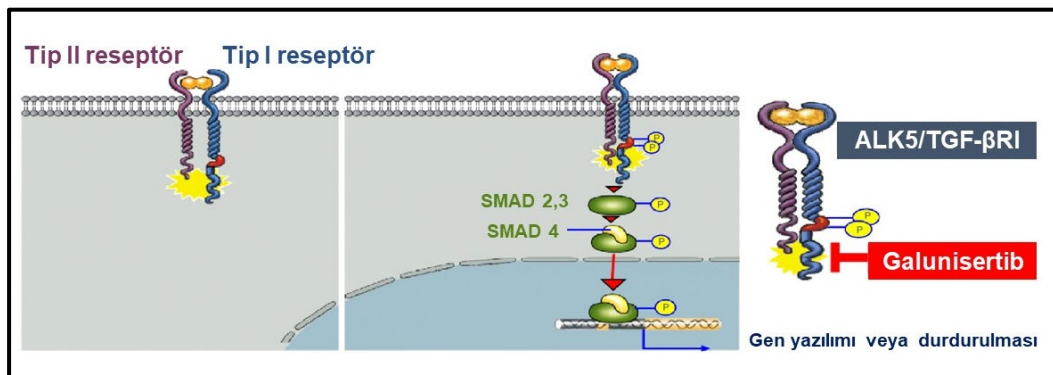 Tip II reseptör
Tip I reseptör
P
P
SMAD 2,3
P
SMAD 4
P
P
ALK5/TGF-βRI
P
P
Galunisertib
Gen yazılımı veya durdurulması